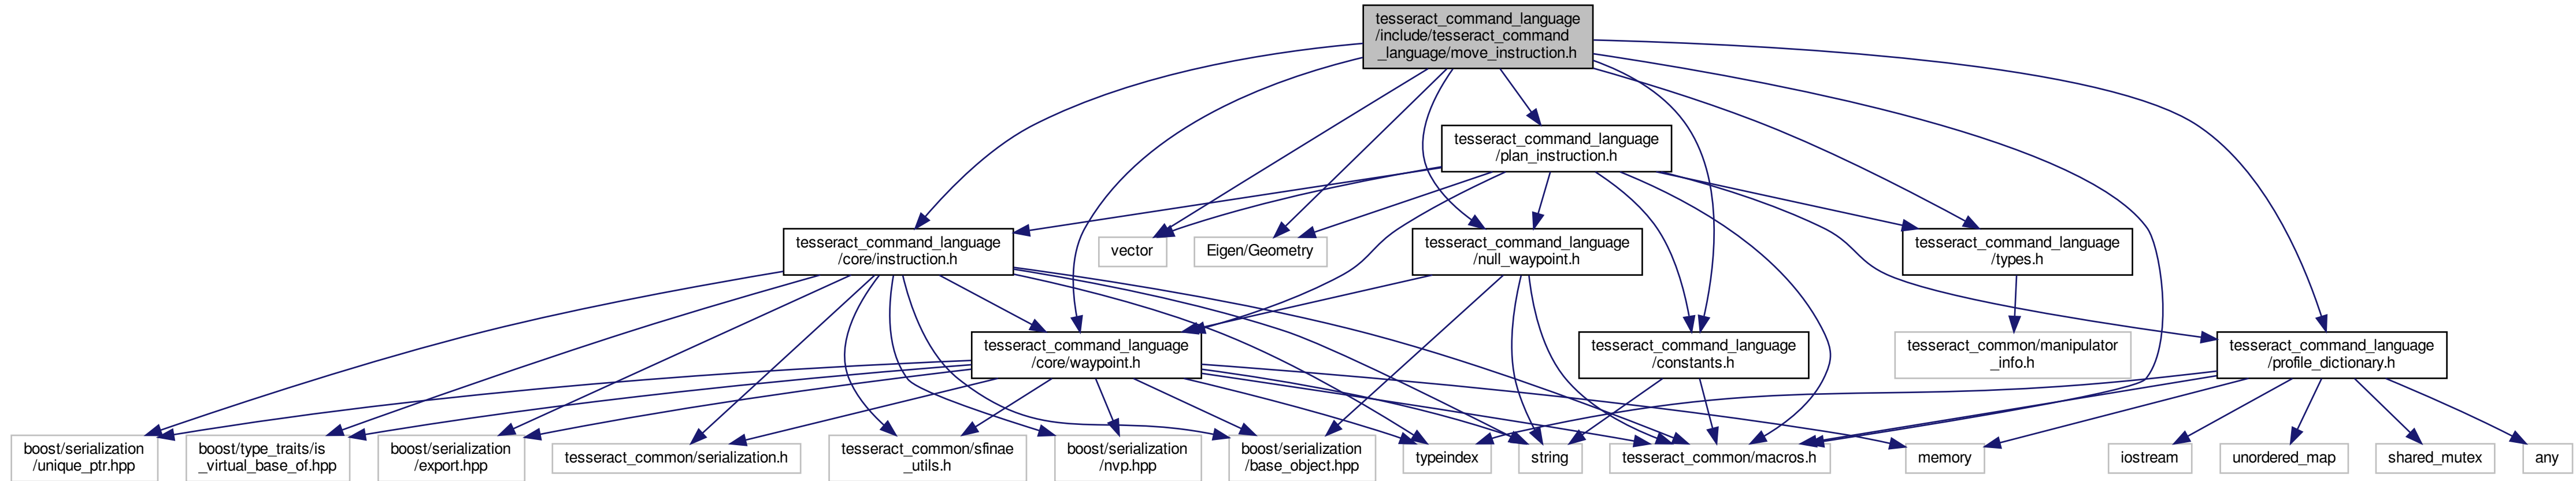 tesseract_command_language
/include/tesseract_command
_language/move_instruction.h
tesseract_command_language
/plan_instruction.h
tesseract_command_language
/core/instruction.h
vector
Eigen/Geometry
tesseract_command_language
/null_waypoint.h
tesseract_command_language
/types.h
tesseract_command_language
/core/waypoint.h
tesseract_command_language
/constants.h
tesseract_common/manipulator
_info.h
tesseract_command_language
/profile_dictionary.h
boost/serialization
/unique_ptr.hpp
boost/type_traits/is
_virtual_base_of.hpp
boost/serialization
/export.hpp
tesseract_common/serialization.h
tesseract_common/sfinae
_utils.h
boost/serialization
/nvp.hpp
boost/serialization
/base_object.hpp
typeindex
string
tesseract_common/macros.h
memory
iostream
unordered_map
shared_mutex
any